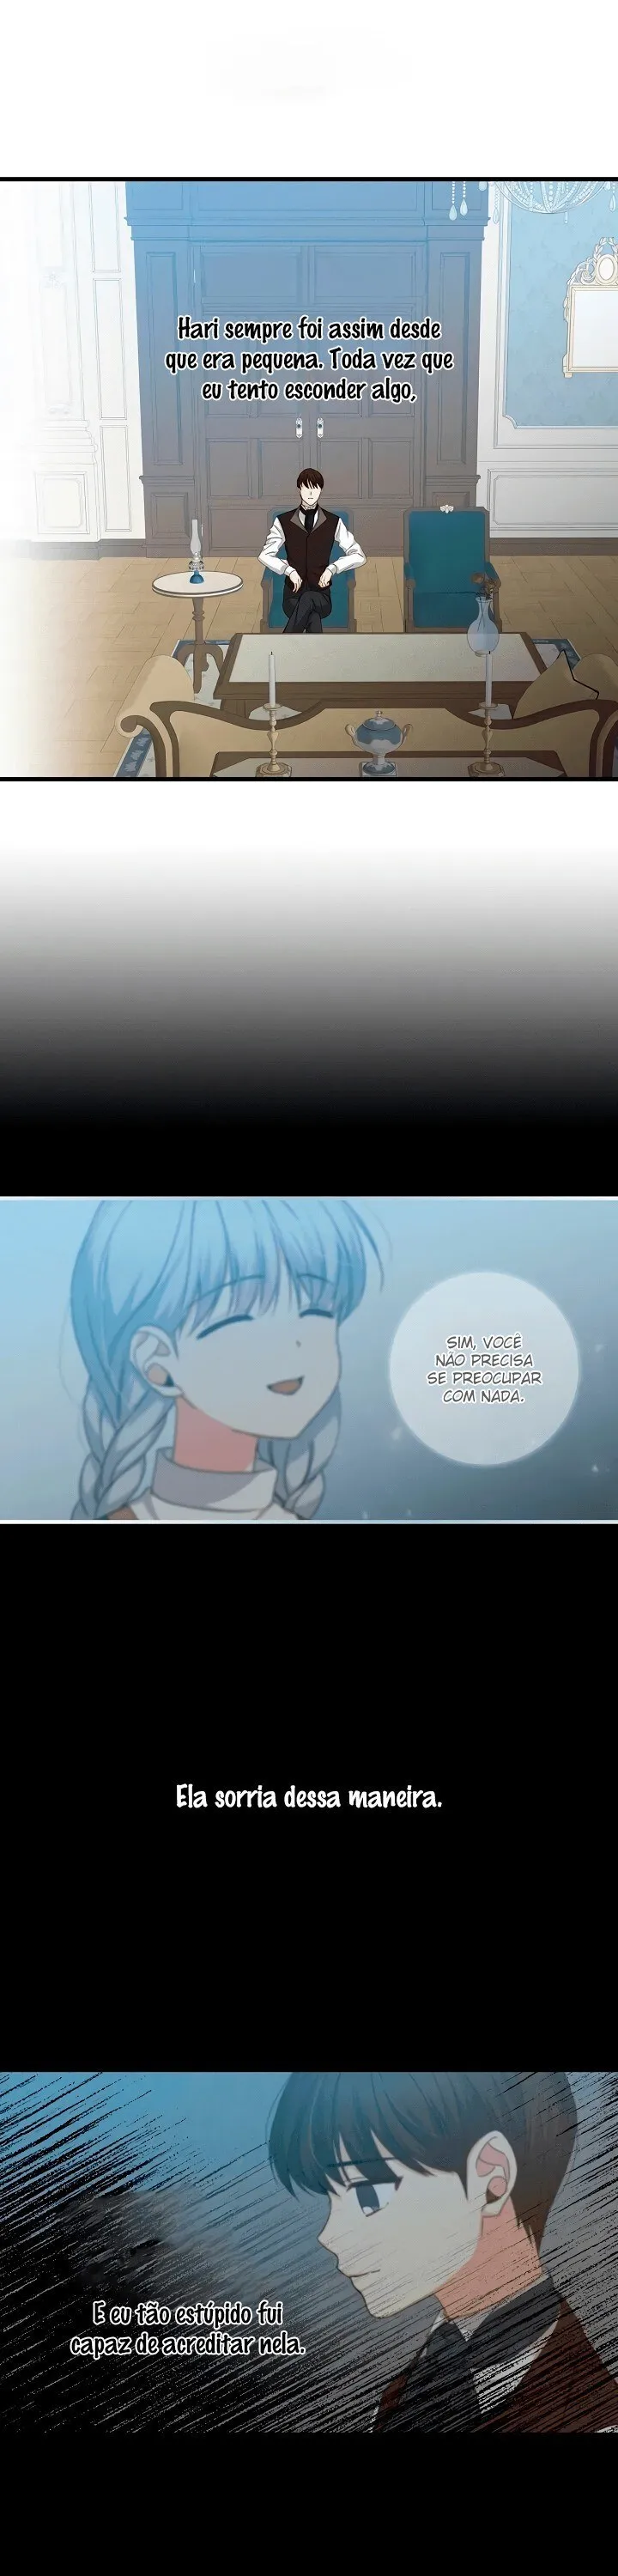 Hari sempre foi assim desde
que era pequena. Toda vez que
eu tento esconder algo,
SIM, VOCÊ
NÃO PRECISA
SE PREOCUPAR
COM NADA.
Ela sorria dessa maneira.
E eu tão estúpido fui
capaz de acreditar nela.